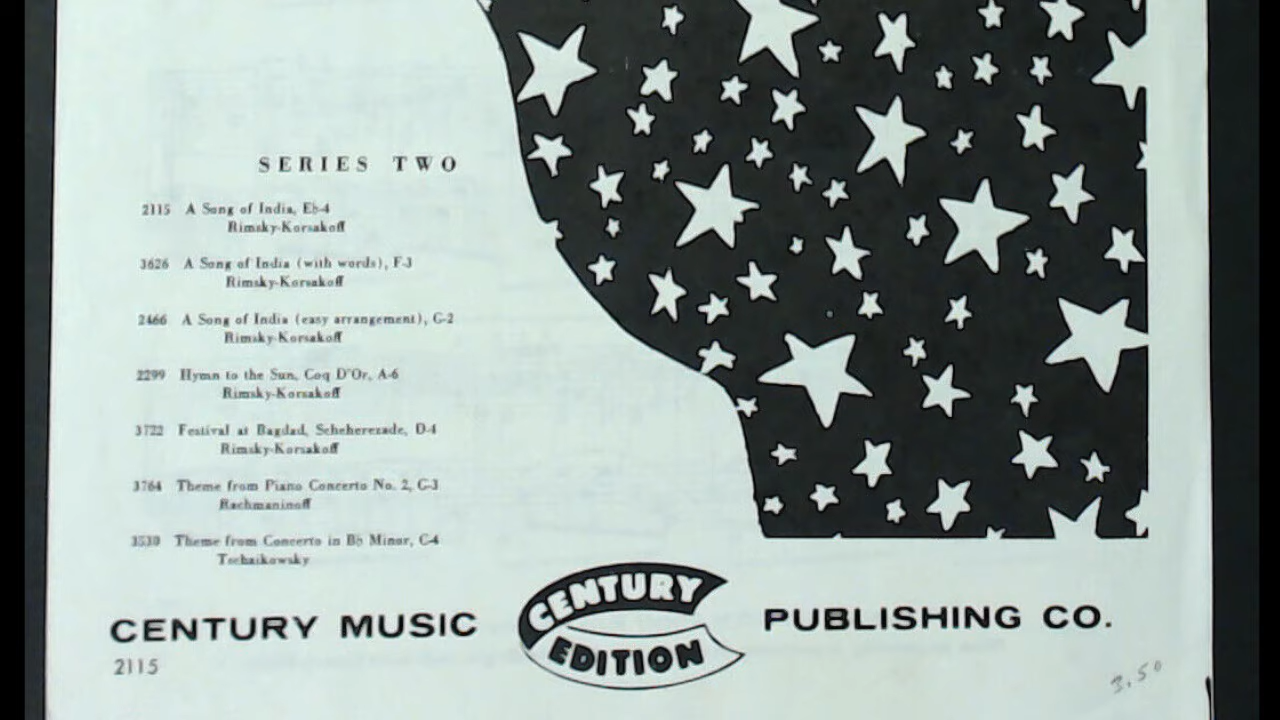 SERIES TWO
2115 A Song of India, E♭-4
Rimsky-Korsakoff
3626 A Song of India (with words), F-3
Rimsky-Korsakoff
2466 A Song of India (easy arrangement), C-2
Rimsky-Korsakoff
2299 Hymn to the Sun, Coq D'Or, A-6
Rimsky-Korsakoff
3722 Festival at Bagdad, Scheherezade, D-4
Rimsky-Korsakoff
3764 Theme from Piano Concerto No. 2, C-3
Rachmaninoff
3530 Theme from Concerto in B♭ Minor, C-4
Tschaikowsky
CENTURY MUSIC
CENTURY
EDITION
PUBLISHING CO.
2115
3.50